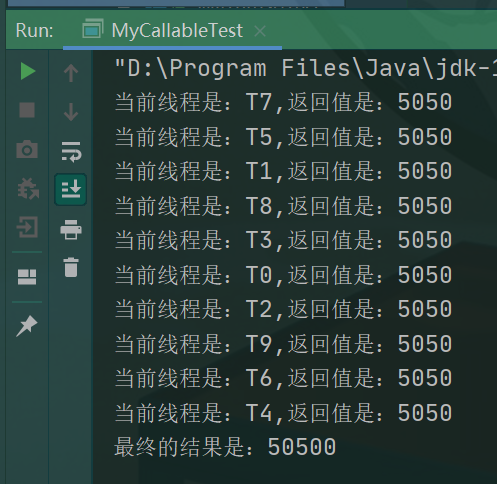 Run: MyCallableTest
"D:\Program Files\Java\jdk-1
当前线程是：T7,返回值是：5050
当前线程是：T5,返回值是：5050
当前线程是：T1,返回值是：5050
当前线程是：T8,返回值是：5050
当前线程是：T3,返回值是：5050
当前线程是：T0,返回值是：5050
当前线程是：T2,返回值是：5050
当前线程是：T9,返回值是：5050
当前线程是：T6,返回值是：5050
当前线程是：T4,返回值是：5050
最终的结果是：50500